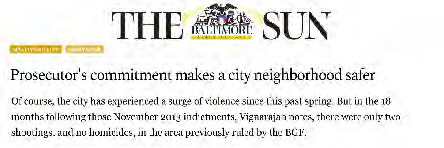 THE BALTIMORE SUN
Prosecutor's commitment makes a city neighborhood safer
Of course, the city has experienced a surge of violence since this past spring. But in the 18
months following those November 2013 indictments, Vignarajah notes, there were only two
shootings, and no homicides, in the area previously ruled by the BGF.